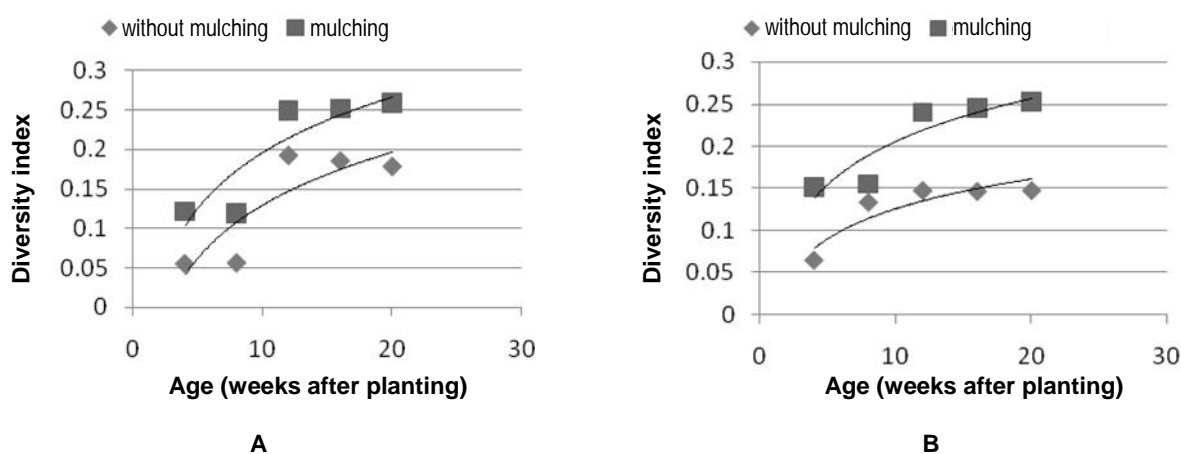 without mulching mulching
0.3
0.25
0.2
0.15
0.1
0.05
0
Diversity index
0 10 20 30
Age (weeks after planting)
A
without mulching mulching
0.3
0.25
0.2
0.15
0.1
0.05
0
Diversity index
0 10 20 30
Age (weeks after planting)
B